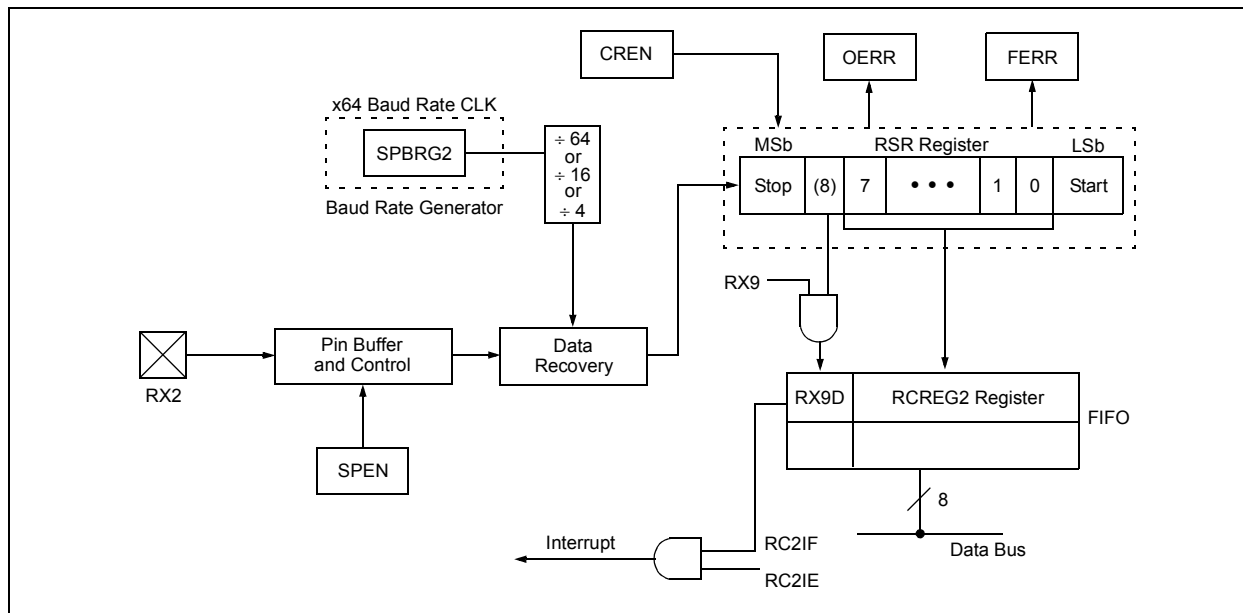 CREN
OERR
FERR
x64 Baud Rate CLK
SPBRG2
Baud Rate Generator
÷ 64
or
÷ 16
or
÷ 4
MSb
RSR Register
LSb
Stop
(8)
7
• • •
1
0
Start
RX9
RX2
Pin Buffer
and Control
Data
Recovery
SPEN
RX9D
RCREG2 Register
FIFO
8
Data Bus
Interrupt
RC2IF
RC2IE